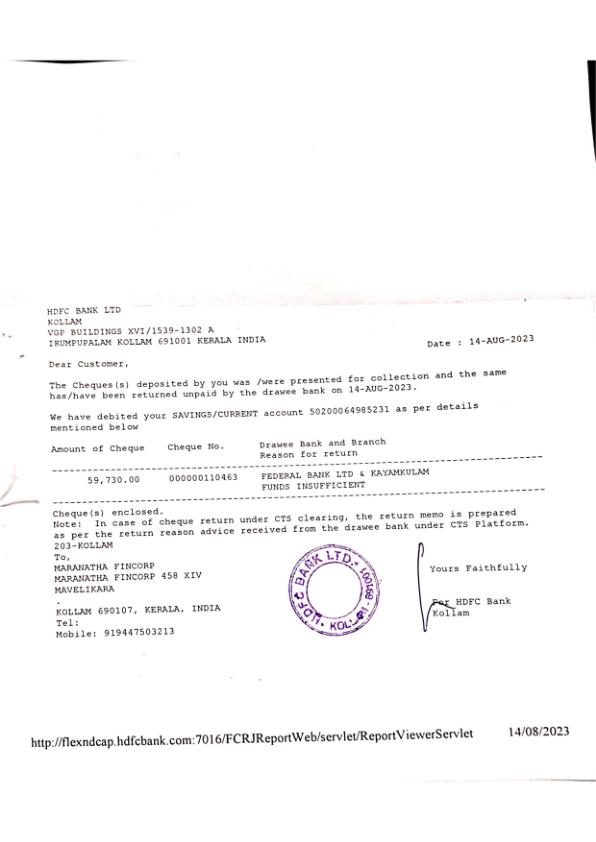 HDFC BANK LTD
KOLLAM
VGP BUILDINGS XVI/1539-1302 A
IRUMPUPALAM KOLLAM 691001 KERALA INDIA
Date : 14-AUG-2023
Dear Customer,
The Cheques(s) deposited by you was /were presented for collection and the same
has/have been returned unpaid by the drawee bank on 14-AUG-2023.
We have debited your SAVINGS/CURRENT account 50200064985231 as per details
mentioned below
Amount of Cheque Cheque No. Drawee Bank and Branch
Reason for return
59,730.00 000000110463 FEDERAL BANK LTD & KAYAMKULAM
FUNDS INSUFFICIENT
Cheque(s) enclosed.
Note: In case of cheque return under CTS clearing, the return memo is prepared
as per the return reason advice received from the drawee bank under CTS Platform.
203-KOLLAM
To,
MARANATHA FINCORP
MARANATHA FINCORP 458 XIV
MAVELIKARA
.
KOLLAM 690107, KERALA, INDIA
Tel:
Mobile: 919447503213
HDFC BANK LTD. KOLLAM - 691001
Yours Faithfully
For HDFC Bank
Kollam
http://flexndcap.hdfcbank.com:7016/FCRJReportWeb/servlet/ReportViewerServlet 14/08/2023